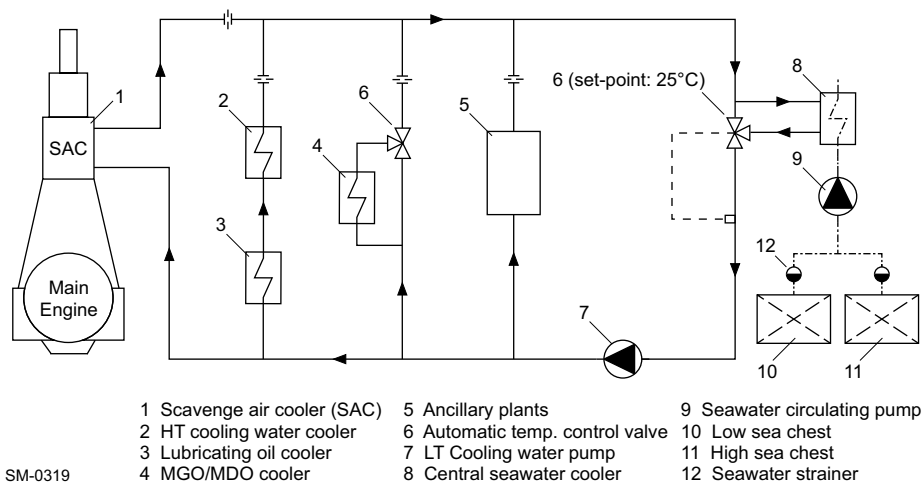 1
SAC
Main
Engine
2
3
4
6
5
6 (set-point: 25°C)
7
8
9
12
10
11
1 Scavenge air cooler (SAC)
2 HT cooling water cooler
3 Lubricating oil cooler
4 MGO/MDO cooler
5 Ancillary plants
6 Automatic temp. control valve
7 LT Cooling water pump
8 Central seawater cooler
9 Seawater circulating pump
10 Low sea chest
11 High sea chest
12 Seawater strainer
SM-0319